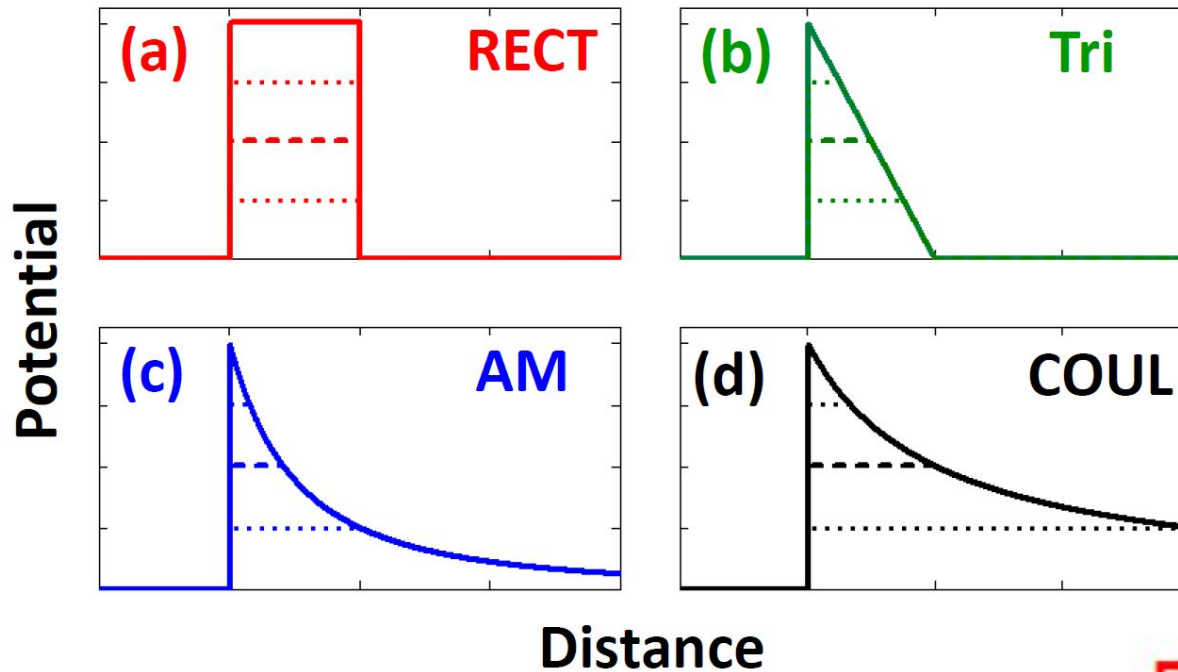 (a) RECT
(b) Tri
Potential
(c) AM
(d) COUL
Distance